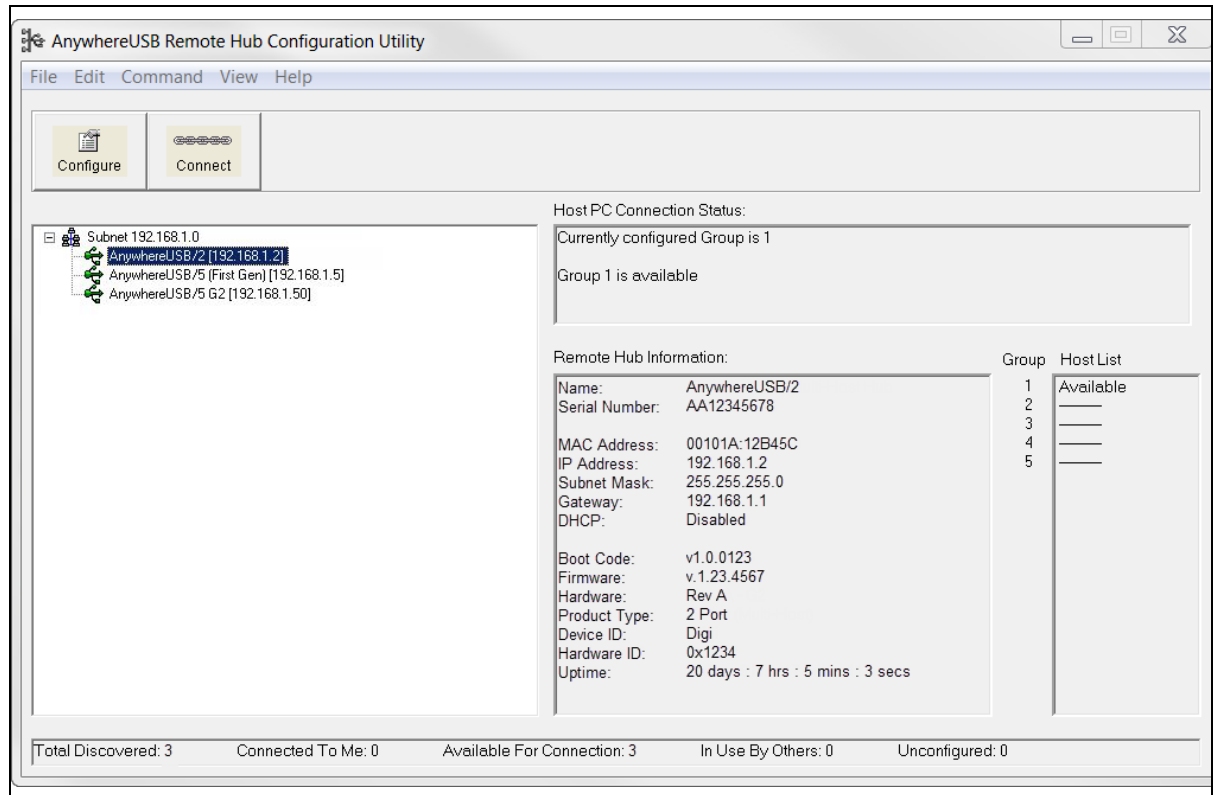 AnywhereUSB Remote Hub Configuration Utility
File Edit Command View Help
Configure
Connect
Subnet 192.168.1.0
AnywhereUSB/2 [192.168.1.2]
AnywhereUSB/5 (First Gen) [192.168.1.5]
AnywhereUSB/5 G2 [192.168.1.50]
Host PC Connection Status:
Currently configured Group is 1
Group 1 is available
Remote Hub Information:
Name: AnywhereUSB/2
Serial Number: AA12345678
MAC Address: 00101A:12B45C
IP Address: 192.168.1.2
Subnet Mask: 255.255.255.0
Gateway: 192.168.1.1
DHCP: Disabled
Boot Code: v1.0.0123
Firmware: v.1.23.4567
Hardware: Rev A
Product Type: 2 Port
Device ID: Digi
Hardware ID: 0x1234
Uptime: 20 days : 7 hrs : 5 mins : 3 secs
Group Host List
1 Available
2 ——
3 ——
4 ——
5 ——
Total Discovered: 3 Connected To Me: 0 Available For Connection: 3 In Use By Others: 0 Unconfigured: 0